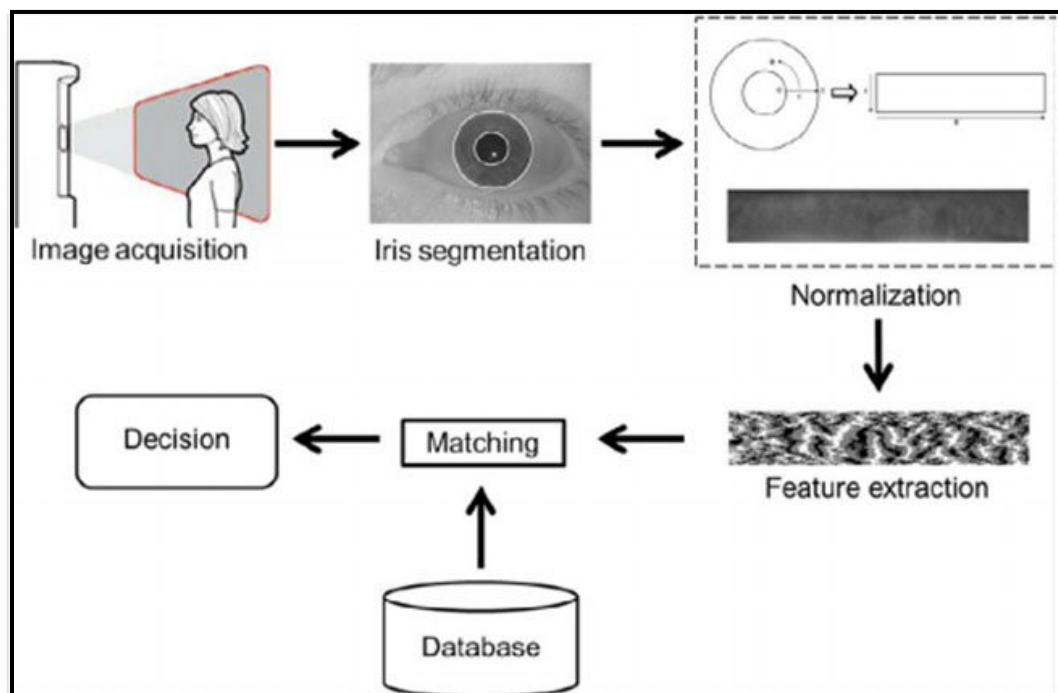 Image acquisition
Iris segmentation
Normalization
Feature extraction
Matching
Decision
Database